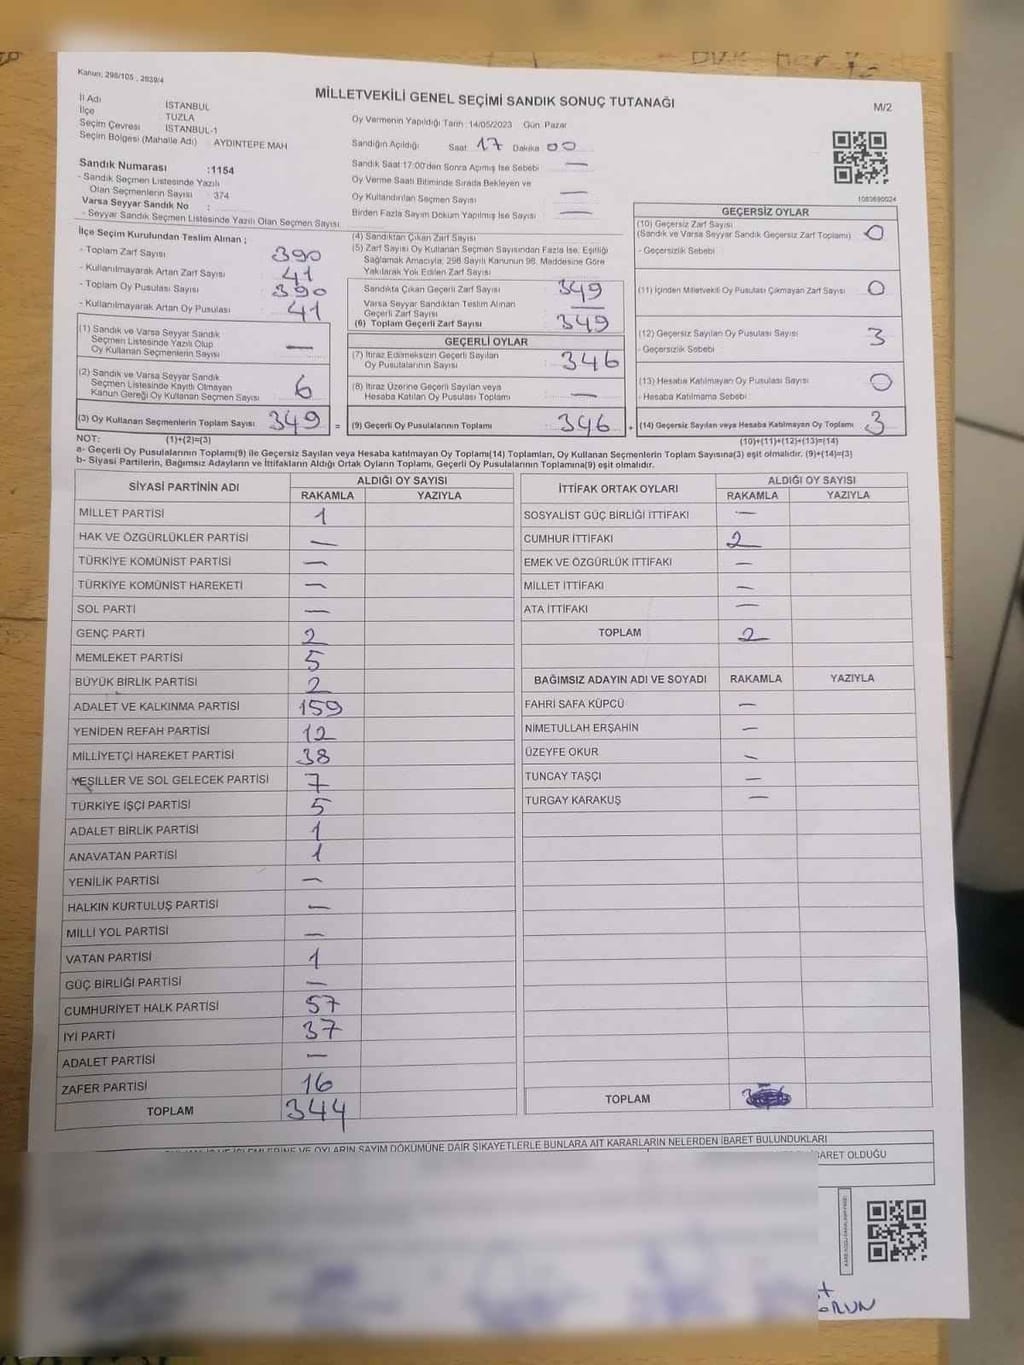 Kanun: 298/105 , 2839/4
MİLLETVEKİLİ GENEL SEÇİMİ SANDIK SONUÇ TUTANAĞI
M/2
İl Adı İSTANBUL
İlçe TUZLA
Seçim Çevresi İSTANBUL-1
Seçim Bölgesi (Mahalle Adı) AYDINTEPE MAH
Sandık Numarası :1154
- Sandık Seçmen Listesinde Yazılı
Olan Seçmenlerin Sayısı : 374
Varsa Seyyar Sandık No :
- Seyyar Sandık Seçmen Listesinde Yazılı Olan Seçmen Sayısı:
Oy Vermenin Yapıldığı Tarih :14/05/2023 Gün: Pazar
Sandığın Açıldığı Saat 17 Dakika 00
Sandık Saat 17:00'den Sonra Açımış İse Sebebi —
Oy Verme Saati Bitiminde Sırada Bekleyen ve
Oy Kullandırılan Seçmen Sayısı —
Birden Fazla Sayım Döküm Yapılmış İse Sayısı —
1083690024
İlçe Seçim Kurulundan Teslim Alınan ;
- Toplam Zarf Sayısı 390
- Kullanılmayarak Artan Zarf Sayısı 41
- Toplam Oy Pusulası Sayısı 390
- Kullanılmayarak Artan Oy Pusulası 41
(1) Sandık ve Varsa Seyyar Sandık
Seçmen Listesinde Yazılı Olup
Oy Kullanan Seçmenlerin Sayısı —
(2) Sandık ve Varsa Seyyar Sandık
Seçmen Listesinde Kayıtlı Olmayan
Kanun Gereği Oy Kullanan Seçmen Sayısı 6
(3) Oy Kullanan Seçmenlerin Toplam Sayısı 349 =
(4) Sandıktan Çıkan Zarf Sayısı
(5) Zarf Sayısı Oy Kullanan Seçmen Sayısından Fazla İse, Eşitliği
Sağlamak Amacıyla; 298 Sayılı Kanunun 98. Maddesine Göre
Yakılarak Yok Edilen Zarf Sayısı
Sandıkta Çıkan Geçerli Zarf Sayısı 349
Varsa Seyyar Sandıktan Teslim Alınan
Geçerli Zarf Sayısı —
(6) Toplam Geçerli Zarf Sayısı 349
GEÇERLİ OYLAR
(7) İtiraz Edilmeksizin Geçerli Sayılan
Oy Pusulalarının Sayısı 346
(8) İtiraz Üzerine Geçerli Sayılan veya
Hesaba Katılan Oy Pusulası Toplamı —
(9) Geçerli Oy Pusulalarının Toplamı 346 +
GEÇERSİZ OYLAR
(10) Geçersiz Zarf Sayısı
(Sandık ve Varsa Seyyar Sandık Geçersiz Zarf Toplamı) 0
- Geçersizlik Sebebi
(11) İçinden Milletvekili Oy Pusulası Çıkmayan Zarf Sayısı 0
(12) Geçersiz Sayılan Oy Pusulası Sayısı 3
- Geçersizlik Sebebi
(13) Hesaba Katılmayan Oy Pusulası Sayısı 0
- Hesaba Katılmama Sebebi
(14) Geçersiz Sayılan veya Hesaba Katılmayan Oy Toplamı 3
NOT: (1)+(2)=(3) (10)+(11)+(12)+(13)=(14)
a- Geçerli Oy Pusulalarının Toplamı(9) ile Geçersiz Sayılan veya Hesaba katılmayan Oy Toplamı(14) Toplamları, Oy Kullanan Seçmenlerin Toplam Sayısına(3) eşit olmalıdır. (9)+(14)=(3)
b- Siyasi Partilerin, Bağımsız Adayların ve İttifakların Aldığı Ortak Oyların Toplamı, Geçerli Oy Pusulalarının Toplamına(9) eşit olmalıdır.
SİYASİ PARTİNİN ADI ALDIĞI OY SAYISI
RAKAMLA YAZIYLA
MİLLET PARTİSİ 1
HAK VE ÖZGÜRLÜKLER PARTİSİ —
TÜRKİYE KOMÜNİST PARTİSİ —
TÜRKİYE KOMÜNİST HAREKETİ —
SOL PARTİ —
GENÇ PARTİ 2
MEMLEKET PARTİSİ 5
BÜYÜK BİRLİK PARTİSİ 2
ADALET VE KALKINMA PARTİSİ 159
YENİDEN REFAH PARTİSİ 12
MİLLİYETÇİ HAREKET PARTİSİ 38
YEŞİLLER VE SOL GELECEK PARTİSİ 7
TÜRKİYE İŞÇİ PARTİSİ 5
ADALET BİRLİK PARTİSİ 1
ANAVATAN PARTİSİ 1
YENİLİK PARTİSİ —
HALKIN KURTULUŞ PARTİSİ —
MİLLİ YOL PARTİSİ —
VATAN PARTİSİ 1
GÜÇ BİRLİĞİ PARTİSİ —
CUMHURİYET HALK PARTİSİ 57
İYİ PARTİ 37
ADALET PARTİSİ —
ZAFER PARTİSİ 16
TOPLAM 344
İTTİFAK ORTAK OYLARI ALDIĞI OY SAYISI
RAKAMLA YAZIYLA
SOSYALİST GÜÇ BİRLİĞİ İTTİFAKI —
CUMHUR İTTİFAKI 2
EMEK VE ÖZGÜRLÜK İTTİFAKI —
MİLLET İTTİFAKI —
ATA İTTİFAKI —
TOPLAM 2
BAĞIMSIZ ADAYIN ADI VE SOYADI RAKAMLA YAZIYLA
FAHRİ SAFA KÜPCÜ —
NİMETULLAH ERŞAHİN —
ÜZEYFE OKUR —
TUNCAY TAŞÇI —
TURGAY KARAKUŞ —
TOPLAM
VE OYLARIN SAYIM DÖKÜMÜNE DAİR ŞİKAYETLERLE BUNLARA AİT KARARLARIN NELERDEN İBARET BULUNDUKLARI
İBARET OLDUĞU